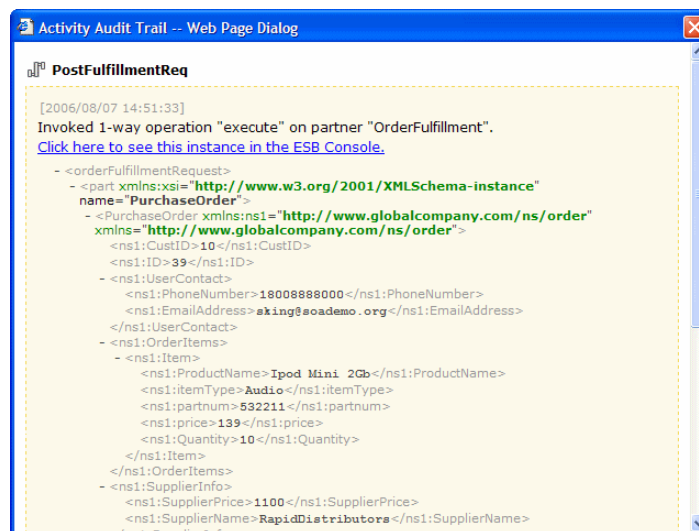 Activity Audit Trail -- Web Page Dialog
PostFulfillmentReq
[2006/08/07 14:51:33]
Invoked 1-way operation "execute" on partner "OrderFulfillment".
Click here to see this instance in the ESB Console.
- <orderFulfillmentRequest>
- <part xmlns:xsi="http://www.w3.org/2001/XMLSchema-instance"
name="PurchaseOrder">
- <PurchaseOrder xmlns:ns1="http://www.globalcompany.com/ns/order"
xmlns="http://www.globalcompany.com/ns/order">
<ns1:CustID>10</ns1:CustID>
<ns1:ID>39</ns1:ID>
- <ns1:UserContact>
<ns1:PhoneNumber>18008888000</ns1:PhoneNumber>
<ns1:EmailAddress>sking@soademo.org</ns1:EmailAddress>
</ns1:UserContact>
- <ns1:OrderItems>
- <ns1:Item>
<ns1:ProductName>Ipod Mini 2Gb</ns1:ProductName>
<ns1:itemType>Audio</ns1:itemType>
<ns1:partnum>532211</ns1:partnum>
<ns1:price>139</ns1:price>
<ns1:Quantity>10</ns1:Quantity>
</ns1:Item>
</ns1:OrderItems>
- <ns1:SupplierInfo>
<ns1:SupplierPrice>1100</ns1:SupplierPrice>
<ns1:SupplierName>RapidDistributors</ns1:SupplierName>